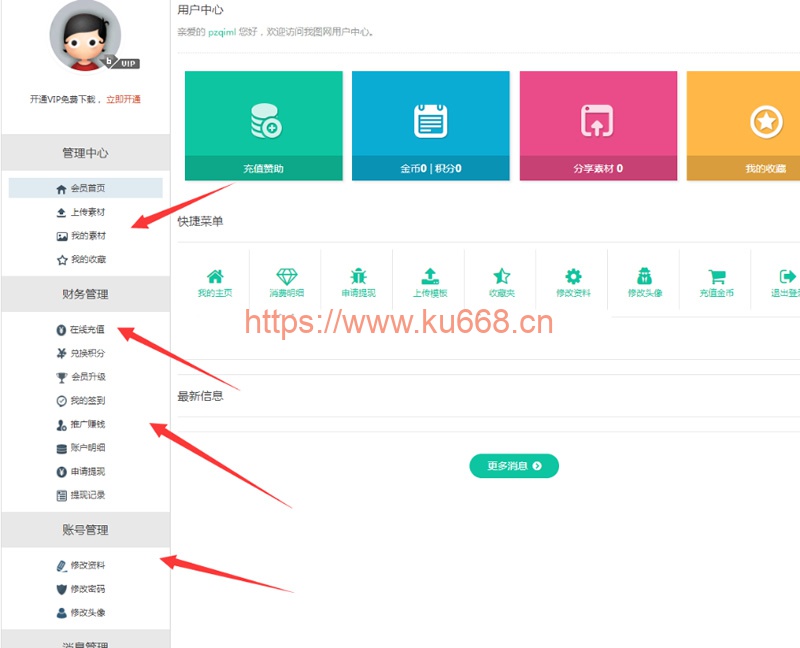 用户中心
亲爱的 pzqiml 您好，欢迎访问我图网用户中心。
b VIP
开通VIP免费下载，立即开通
充值赞助
金币0 | 积分0
分享素材 0
我的收藏
管理中心
会员首页
上传素材
我的素材
我的收藏
快捷菜单
我的主页
消费明细
申请提现
上传模板
收藏夹
修改资料
修改头像
充值金币
退出登
https://www.ku668.cn
财务管理
在线充值
兑换积分
会员升级
我的签到
推广赚钱
账户明细
申请提现
提现记录
最新信息
更多消息
账号管理
修改资料
修改密码
修改头像
消息管理